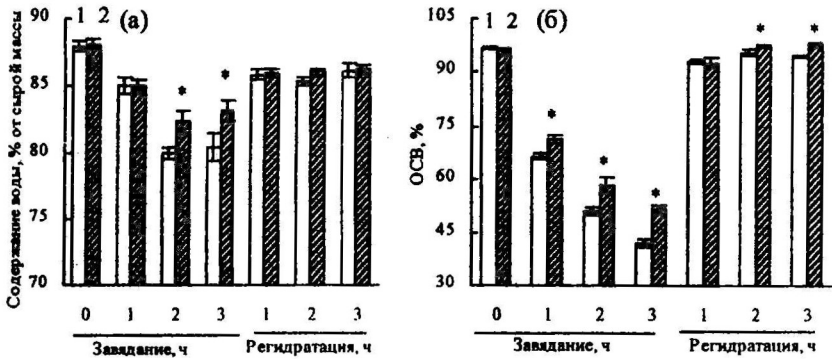 Содержание воды, % от сырой массы
90
85
80
75
70
1 2 (а)
*
*
0 1 2 3 1 2 3
Завядание, ч Регидратация, ч
ОСВ, %
105
90
75
60
45
30
1 2 (б)
*
*
*
*
*
0 1 2 3 1 2 3
Завядание, ч Регидратация, ч